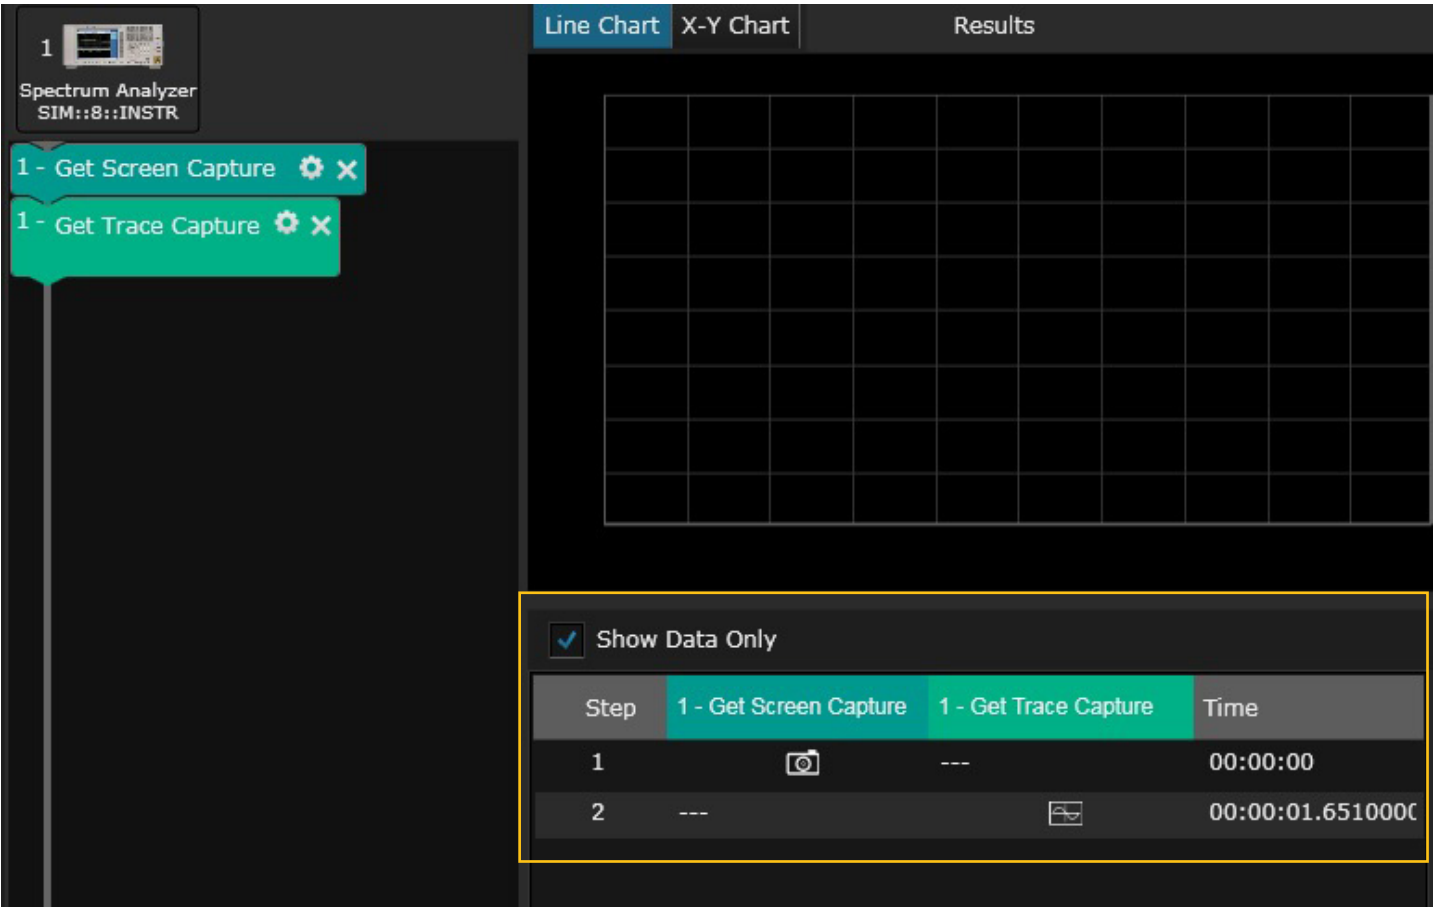 1
Spectrum Analyzer
SIM::8::INSTR
1 - Get Screen Capture
1 - Get Trace Capture
Line Chart X-Y Chart Results
Show Data Only
Step 1 - Get Screen Capture 1 - Get Trace Capture Time
1 --- 00:00:00
2 --- 00:00:01.6510000